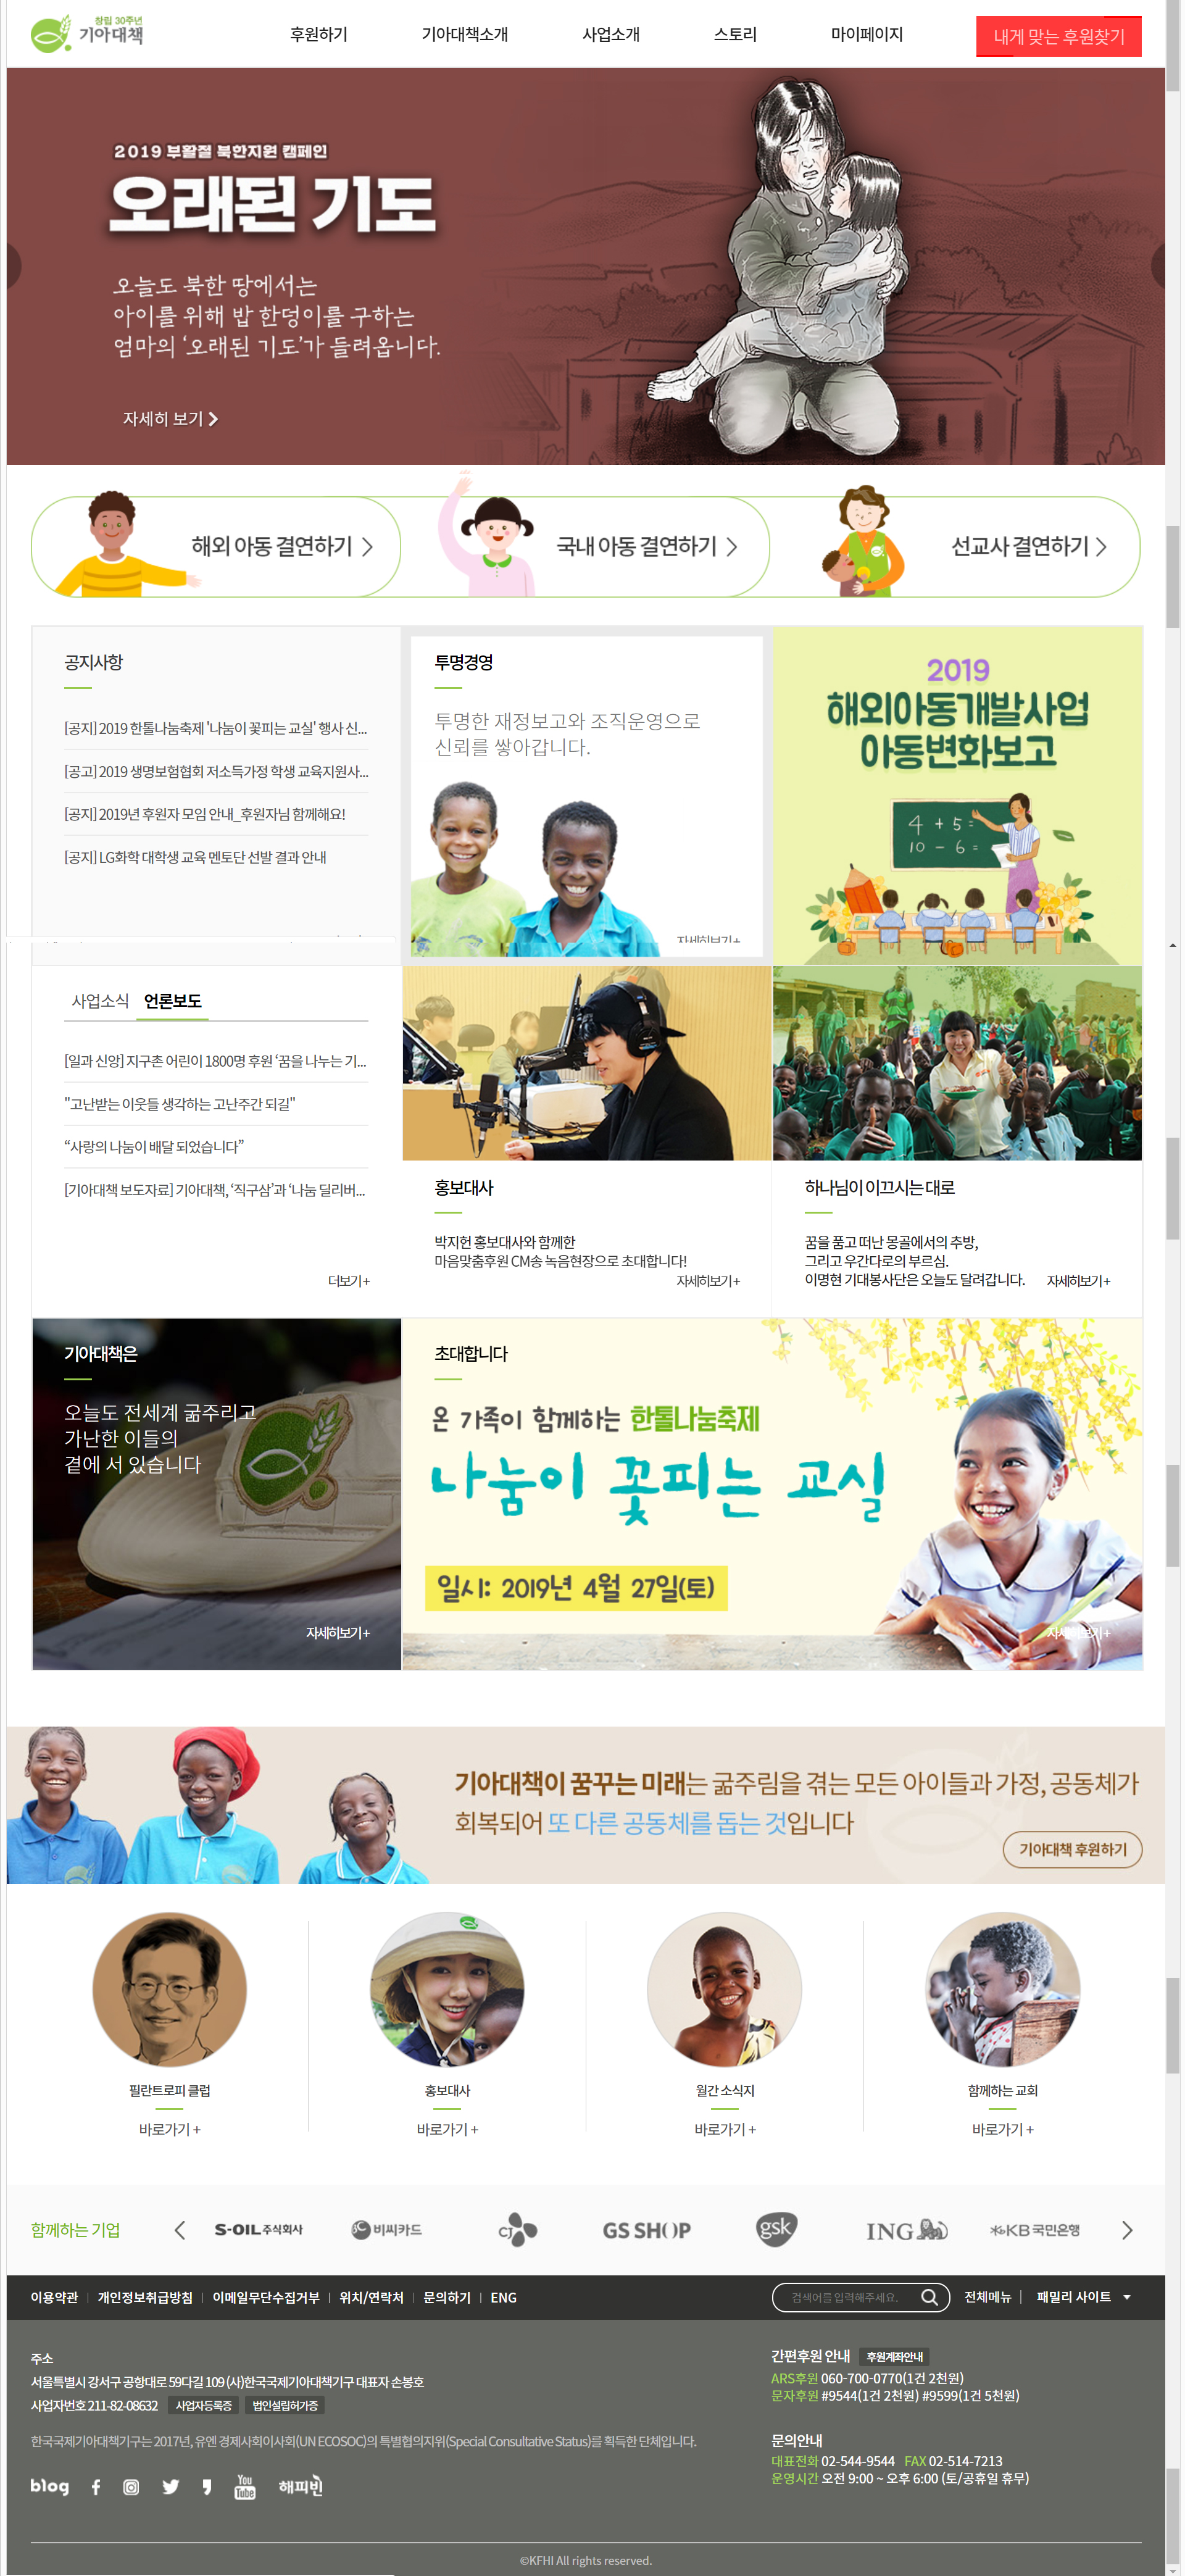 창립 30주년
기아대책
후원하기
기아대책소개
사업소개
스토리
마이페이지
내게 맞는 후원찾기
2019 부활절 북한지원 캠페인
오래된 기도
오늘도 북한 땅에서는
아이를 위해 밥 한덩이를 구하는
엄마의 ‘오래된 기도’가 들려옵니다.
자세히 보기
해외 아동 결연하기
국내 아동 결연하기
선교사 결연하기
공지사항
[공지] 2019 한톨나눔축제 '나눔이 꽃피는 교실' 행사 신...
[공고] 2019 생명보험협회 저소득가정 학생 교육지원사...
[공지] 2019년 후원자 모임 안내_후원자님 함께해요!
[공지] LG화학 대학생 교육 멘토단 선발 결과 안내
투명경영
투명한 재정보고와 조직운영으로
신뢰를 쌓아갑니다.
자세히보기 +
2019
해외아동개발사업
아동변화보고
4 + 5 =
10 - 6 =
사업소식
언론보도
[일과 신앙] 지구촌 어린이 1800명 후원 ‘꿈을 나누는 기...
"고난받는 이웃들 생각하는 고난주간 되길"
“사랑의 나눔이 배달 되었습니다”
[기아대책 보도자료] 기아대책, ‘직구삼’과 ‘나눔 딜리버...
더보기 +
홍보대사
박지헌 홍보대사와 함께한
마음맞춤후원 CM송 녹음현장으로 초대합니다!
자세히보기 +
하나님이 이끄시는 대로
꿈을 품고 떠난 몽골에서의 추방,
그리고 우간다로의 부르심.
이명현 기대봉사단은 오늘도 달려갑니다.
자세히보기 +
기아대책은
오늘도 전세계 굶주리고
가난한 이들의
곁에 서 있습니다
자세히보기 +
초대합니다
온 가족이 함께하는 한톨나눔축제
나눔이 꽃피는 교실
일시: 2019년 4월 27일(토)
자세히보기 +
기아대책이 꿈꾸는 미래는 굶주림을 겪는 모든 아이들과 가정, 공동체가
회복되어 또 다른 공동체를 돕는 것입니다
기아대책 후원하기
필란트로피 클럽
바로가기 +
홍보대사
바로가기 +
월간 소식지
바로가기 +
함께하는 교회
바로가기 +
함께하는 기업
S-OIL 주식회사
비씨카드
CJ
GS SHOP
gsk
ING
KB 국민은행
이용약관
개인정보취급방침
이메일무단수집거부
위치/연락처
문의하기
ENG
검색어를 입력해주세요.
전체메뉴
패밀리 사이트
주소
서울특별시 강서구 공항대로 59다길 109 (사)한국국제기아대책기구 대표자 손봉호
사업자번호 211-82-08632 사업자등록증 법인설립허가증
한국국제기아대책기구는 2017년, 유엔 경제사회이사회(UN ECOSOC)의 특별협의지위(Special Consultative Status)를 획득한 단체입니다.
blog
You Tube
해피빈
간편후원 안내 후원계좌안내
ARS후원 060-700-0770(1건 2천원)
문자후원 #9544(1건 2천원) #9599(1건 5천원)
문의안내
대표전화 02-544-9544 FAX 02-514-7213
운영시간 오전 9:00 ~ 오후 6:00 (토/공휴일 휴무)
©KFHI All rights reserved.